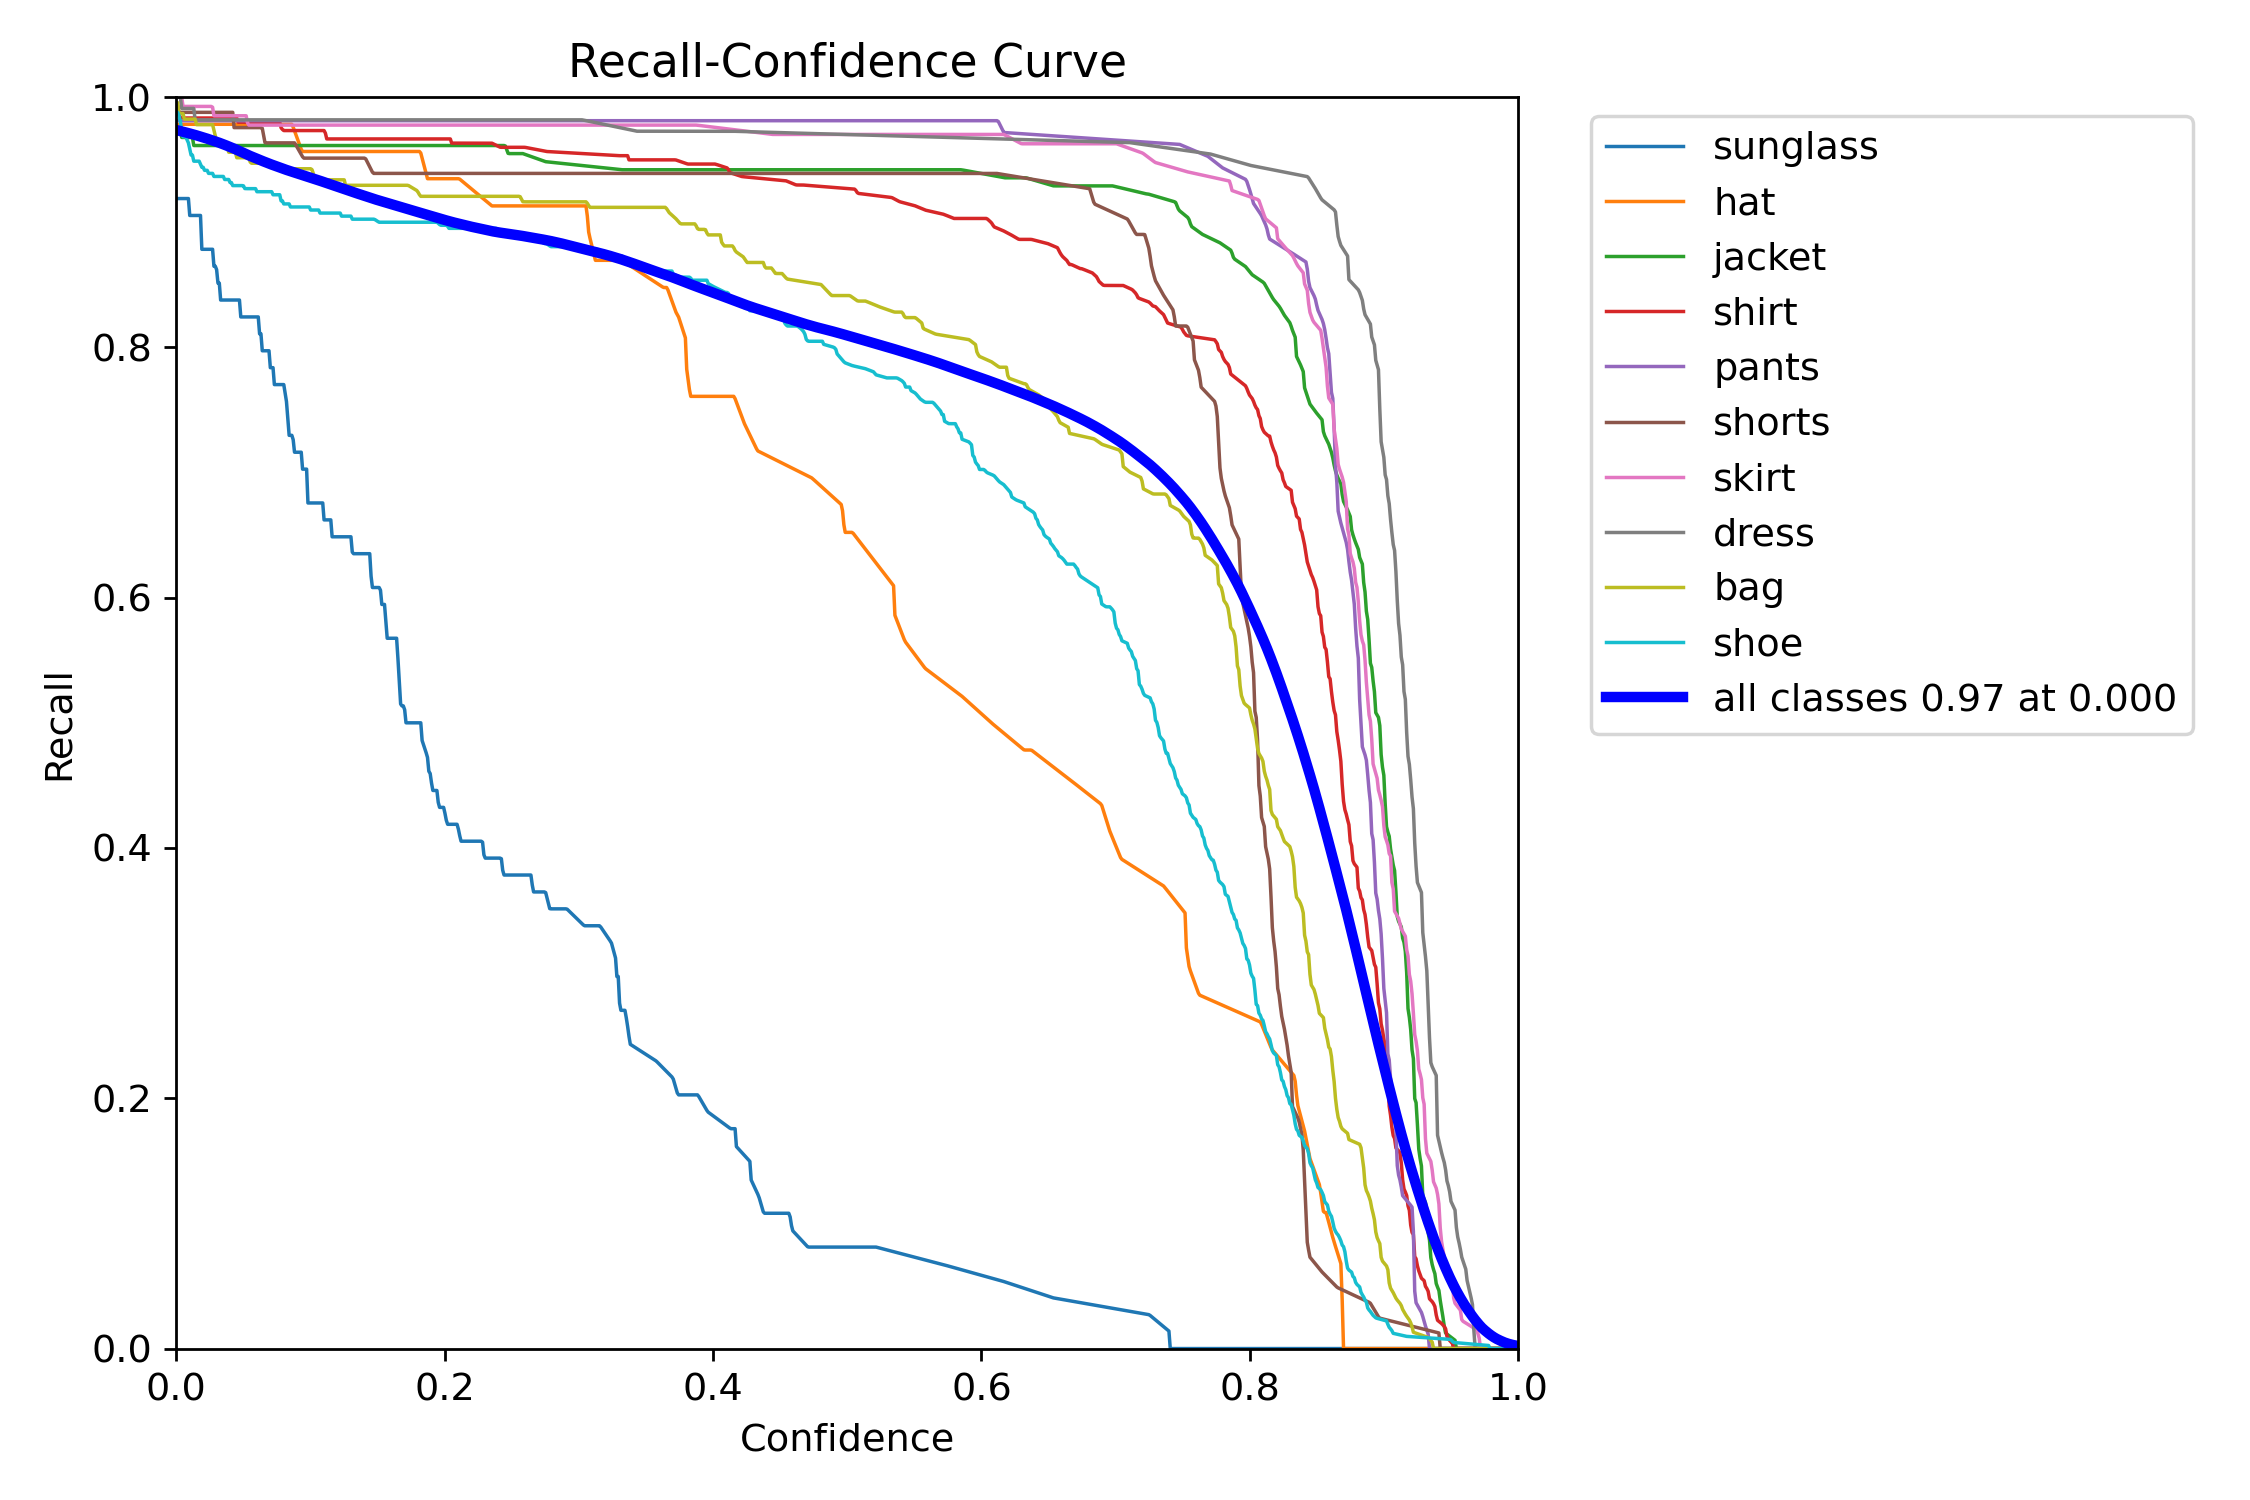 Recall-Confidence Curve
1.0
0.8
0.6
0.4
0.2
0.0
Recall
0.0 0.2 0.4 0.6 0.8 1.0
Confidence
sunglass
hat
jacket
shirt
pants
shorts
skirt
dress
bag
shoe
all classes 0.97 at 0.000